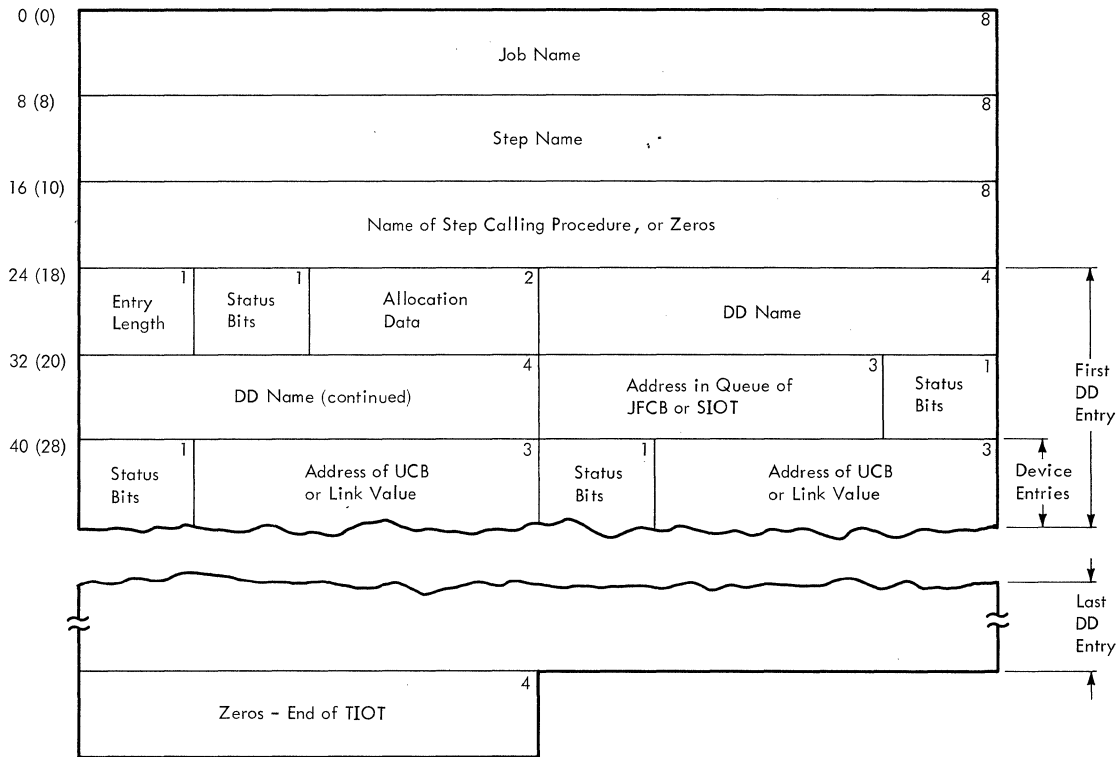 0 (0)
8
Job Name
8 (8)
8
Step Name
16 (10)
8
Name of Step Calling Procedure, or Zeros
24 (18)
1
Entry
Length
1
Status
Bits
2
Allocation
Data
4
DD Name
32 (20)
4
DD Name (continued)
3
Address in Queue of
JFCB or SIOT
1
Status
Bits
First
DD
Entry
40 (28)
1
Status
Bits
3
Address of UCB
or Link Value
1
Status
Bits
3
Address of UCB
or Link Value
Device
Entries
Last
DD
Entry
4
Zeros - End of TIOT